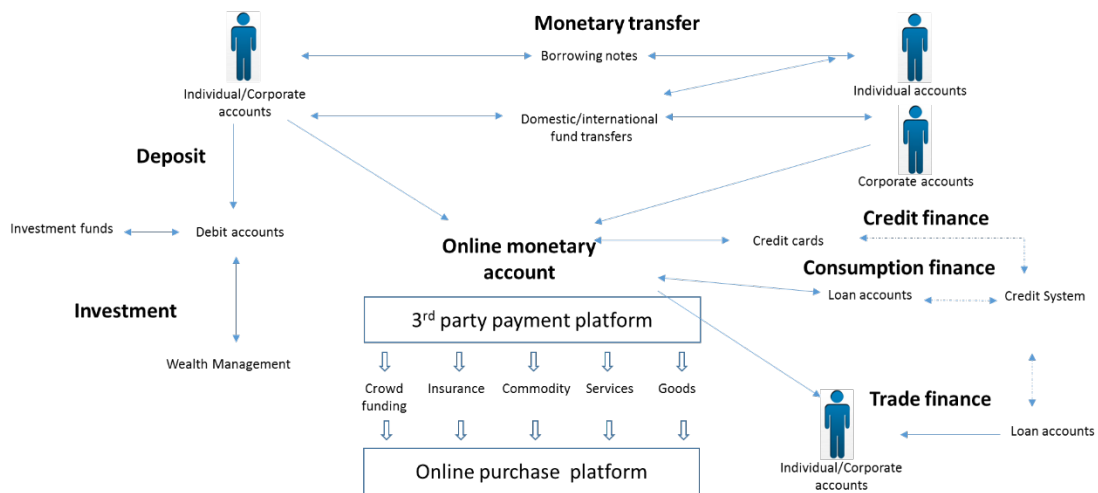 Monetary transfer
Borrowing notes
Individual/Corporate
accounts
Individual accounts
Domestic/international
fund transfers
Deposit
Corporate accounts
Credit finance
Investment funds
Debit accounts
Online monetary
account
Credit cards
Consumption finance
Loan accounts
Credit System
Investment
3rd party payment platform
Wealth Management
Crowd
funding
Insurance
Commodity
Services
Goods
Trade finance
Loan accounts
Online purchase platform
Individual/Corporate
accounts